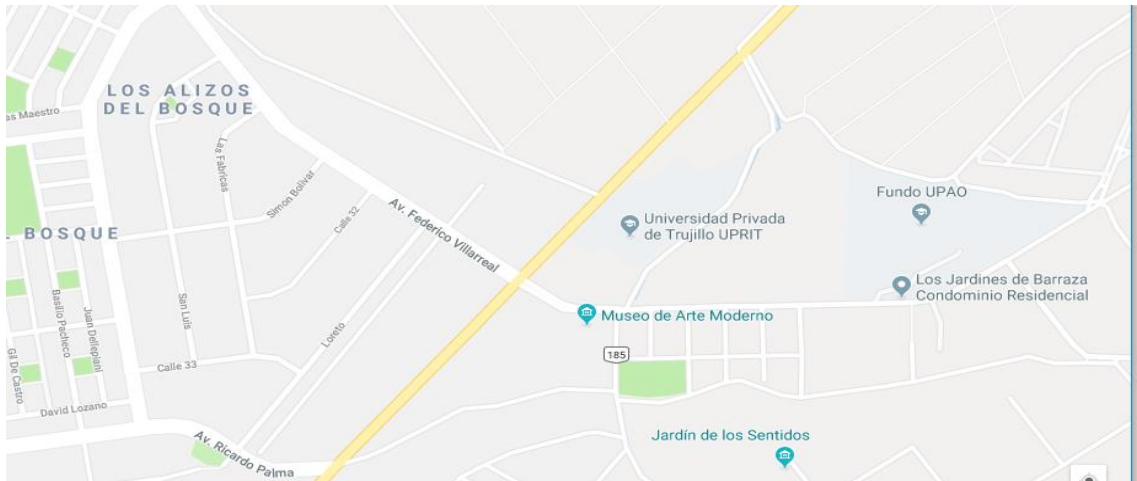 LOS ALIZOS
DEL BOSQUE
as Maestro
Las Fabricas
Simon Bolivar
Calle 32
Av. Federico Villarreal
Universidad Privada
de Trujillo UPRIT
Fundo UPAO
L BOSQUE
Los Jardines de Barraza
Condominio Residencial
Basilio Pacheco
Juan Dellepiani
San Luis
Loreto
Museo de Arte Moderno
185
Gil De Castro
Calle 33
David Lozano
Av. Ricardo Palma
Jardín de los Sentidos